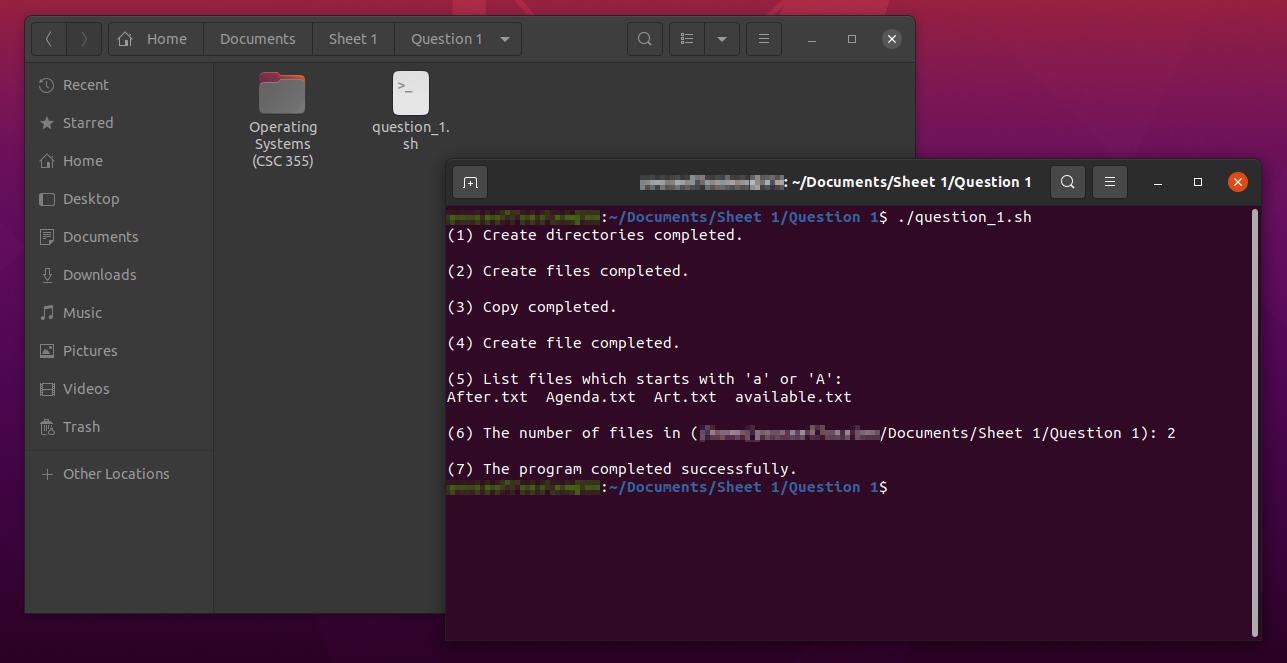 Home Documents Sheet 1 Question 1
Recent
Starred
Home
Desktop
Documents
Downloads
Music
Pictures
Videos
Trash
Other Locations
Operating
Systems
(CSC 355)
>_
question_1.
sh
: ~/Documents/Sheet 1/Question 1
:~/Documents/Sheet 1/Question 1$ ./question_1.sh
(1) Create directories completed.
(2) Create files completed.
(3) Copy completed.
(4) Create file completed.
(5) List files which starts with 'a' or 'A':
After.txt Agenda.txt Art.txt available.txt
(6) The number of files in (/Documents/Sheet 1/Question 1): 2
(7) The program completed successfully.
:~/Documents/Sheet 1/Question 1$